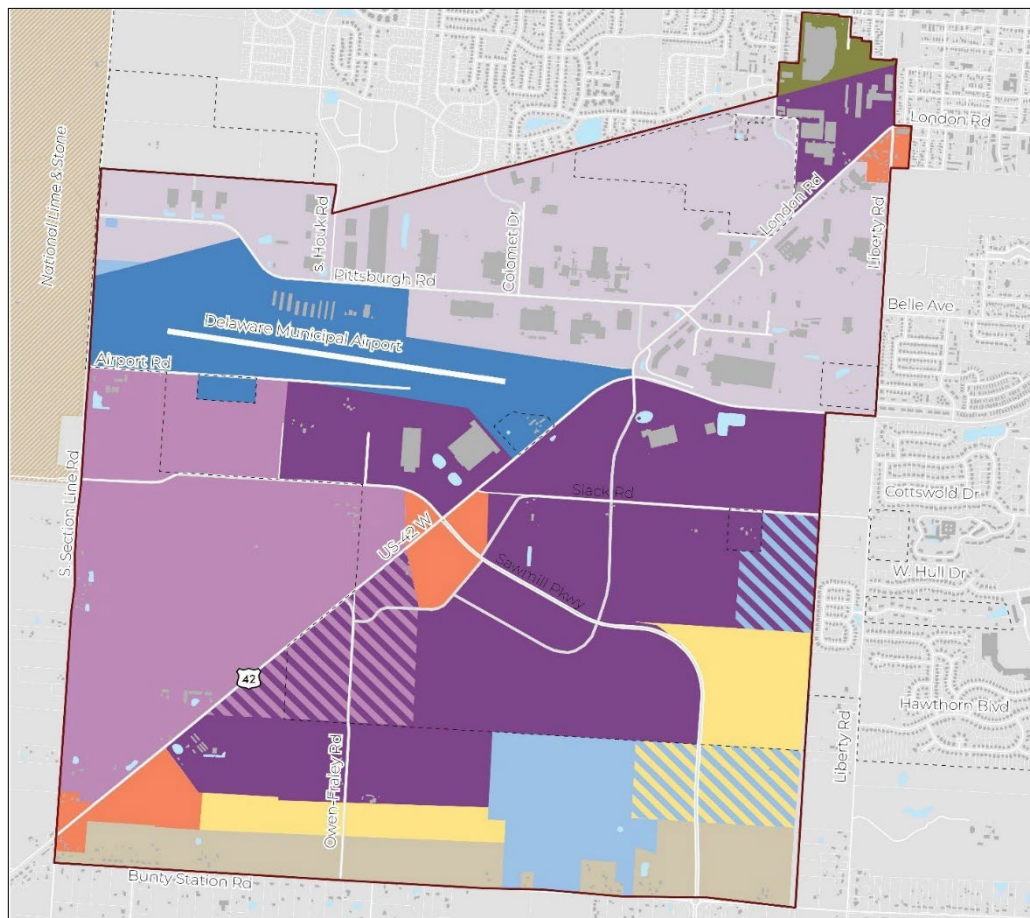 London Rd
National Lime & Stone
London Rd
Liberty Rd
S. Houk Rd
Colomet Dr
Pittsburgh Rd
Belle Ave
Delaware Municipal Airport
Airport Rd
Slack Rd
Cottswold Dr
S. Section Line Rd
US-42 W
W. Hull Dr
Sawmill Pkwy
42
Hawthorn Blvd
Liberty Rd
Owen-Fraley Rd
Bunty Station Rd